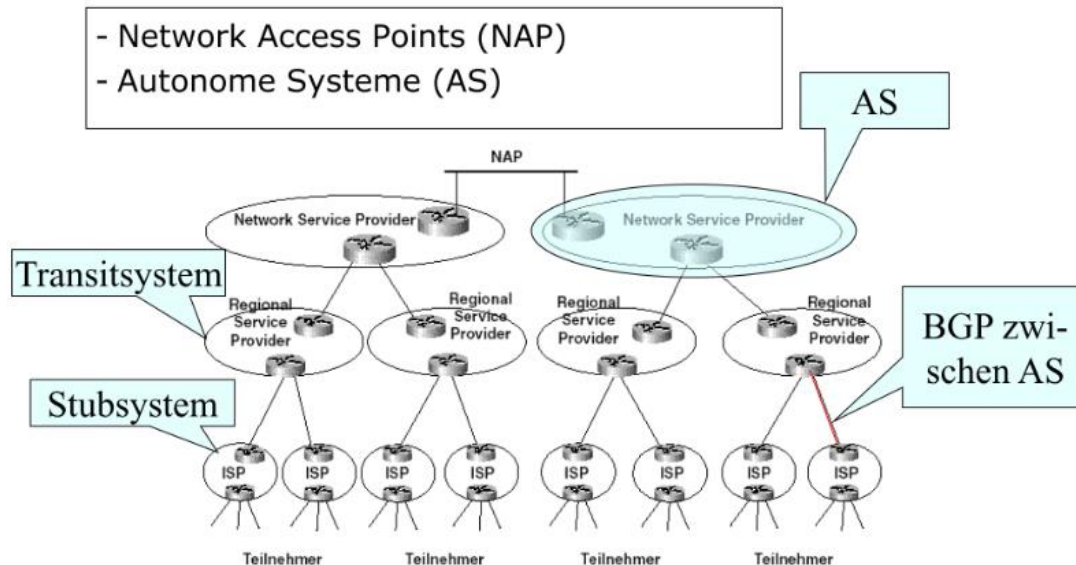 - Network Access Points (NAP)
- Autonome Systeme (AS)
AS
NAP
Network Service Provider
Network Service Provider
Transitsystem
Regional
Service
Provider
Regional
Service
Provider
Regional
Service
Provider
Regional
Service
Provider
BGP zwi-
schen AS
Stubsystem
ISP
ISP
ISP
ISP
ISP
ISP
ISP
ISP
Teilnehmer
Teilnehmer
Teilnehmer
Teilnehmer